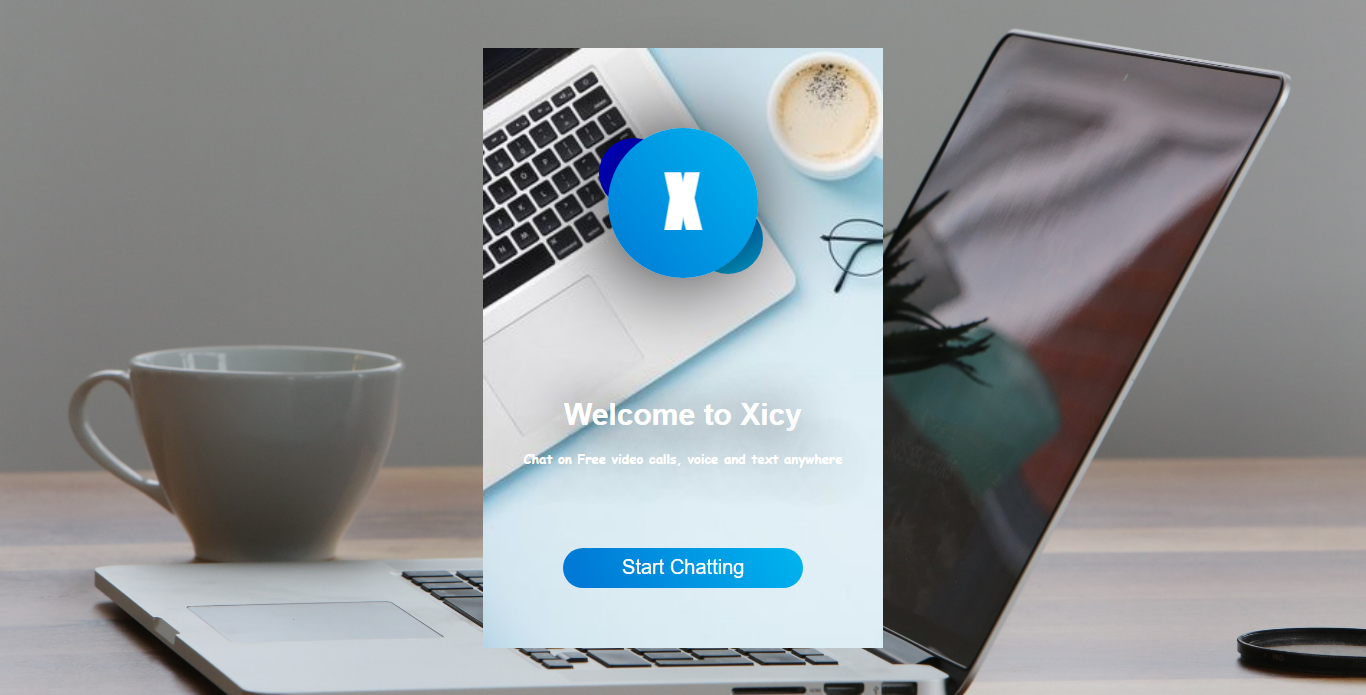 X
Welcome to Xicy
Chat on Free video calls, voice and text anywhere
Start Chatting